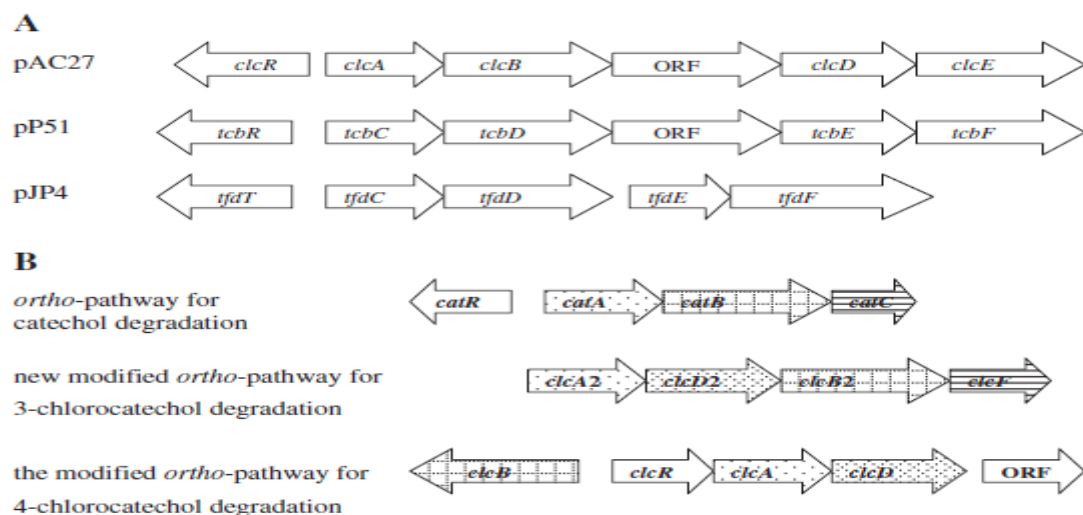 A
pAC27 clcR clcA clcB ORF clcD clcE
pP51 tcbR tcbC tcbD ORF tcbE tcbF
pJP4 tfdT tfdC tfdD tfdE tfdF
B
ortho-pathway for
catechol degradation
catR catA catB catC
new modified ortho-pathway for
3-chlorocatechol degradation
clcA2 clcD2 clcB2 clcF
the modified ortho-pathway for
4-chlorocatechol degradation
clcB clcR clcA clcD ORF